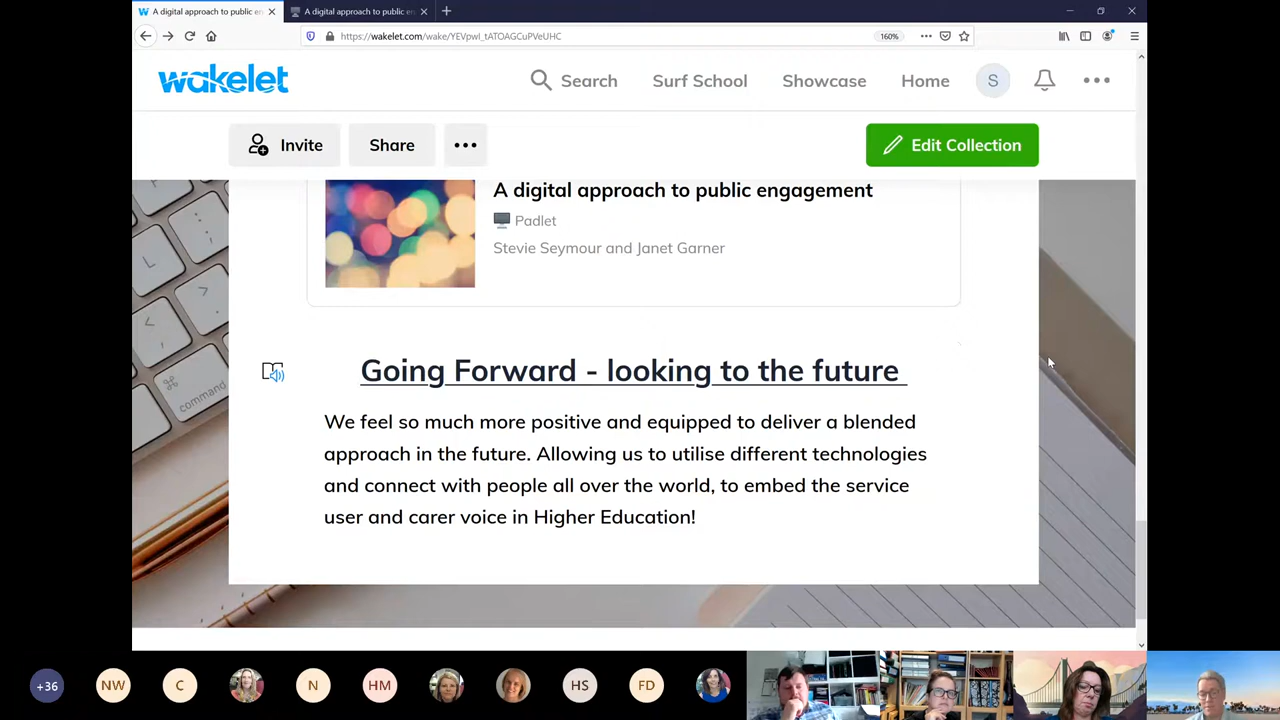 A digital approach to public en
A digital approach to public en
https://wakelet.com/wake/YEVpwI_tATOAGCuPVeUHC
160%
wakelet
Search
Surf School
Showcase
Home
S
Invite
Share
Edit Collection
A digital approach to public engagement
Padlet
Stevie Seymour and Janet Garner
Going Forward - looking to the future
We feel so much more positive and equipped to deliver a blended
approach in the future. Allowing us to utilise different technologies
and connect with people all over the world, to embed the service
user and carer voice in Higher Education!
L
>
<
command
+36
NW
C
N
HM
HS
FD